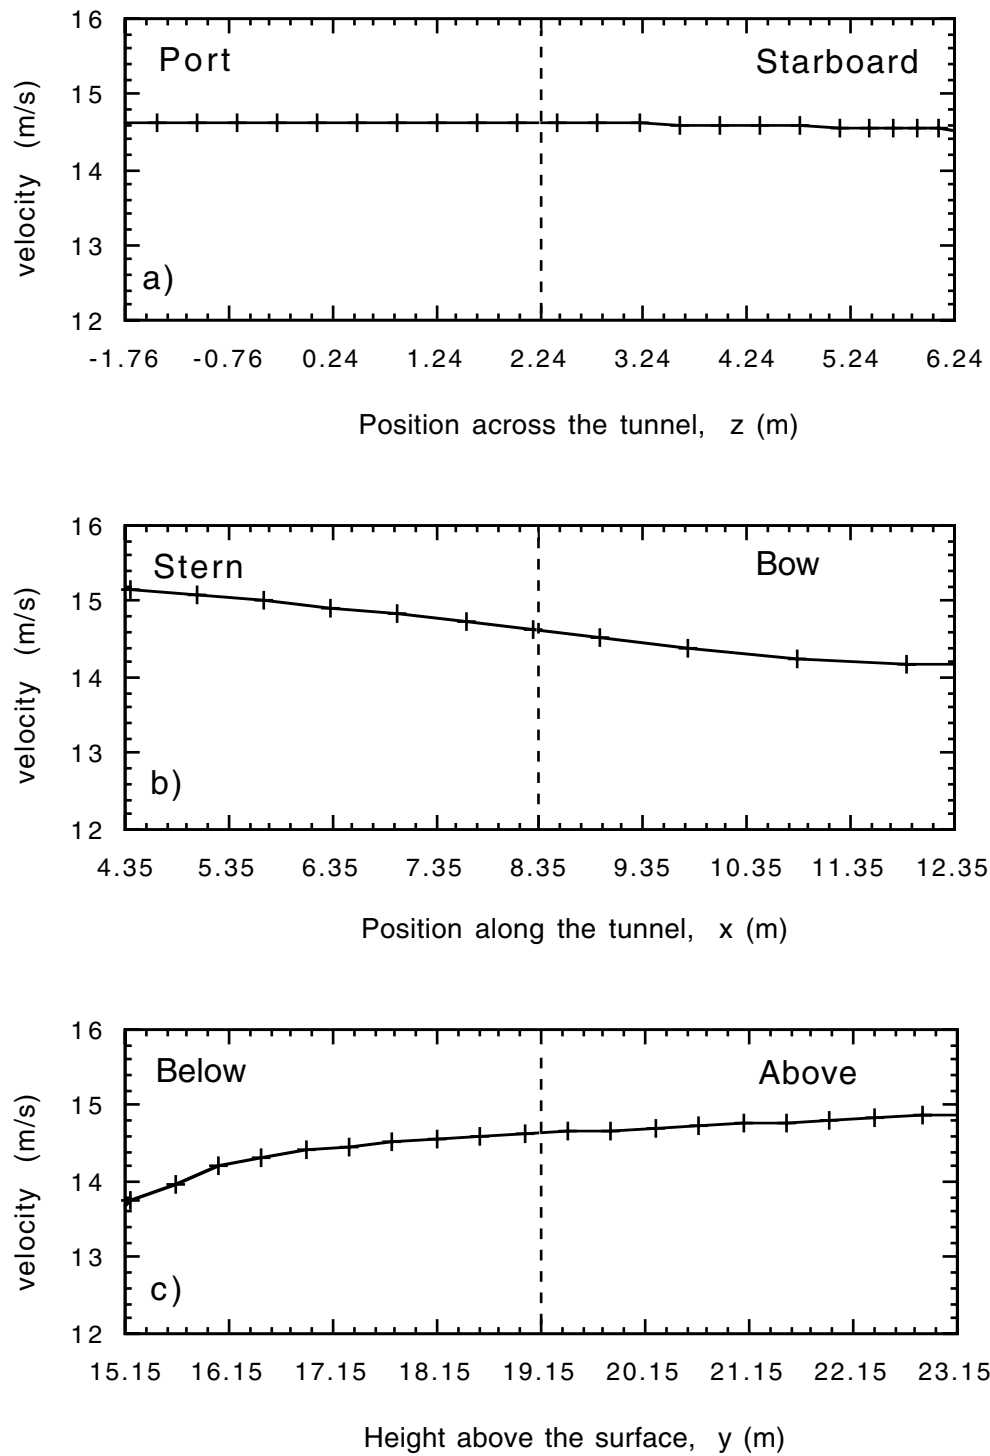 16
Port
Starboard
15
velocity (m/s)
14
13
a)
12
-1.76 -0.76 0.24 1.24 2.24 3.24 4.24 5.24 6.24
Position across the tunnel, z (m)
16
Stern
Bow
15
velocity (m/s)
14
13
b)
12
4.35 5.35 6.35 7.35 8.35 9.35 10.35 11.35 12.35
Position along the tunnel, x (m)
16
Below
Above
15
velocity (m/s)
14
13
c)
12
15.15 16.15 17.15 18.15 19.15 20.15 21.15 22.15 23.15
Height above the surface, y (m)